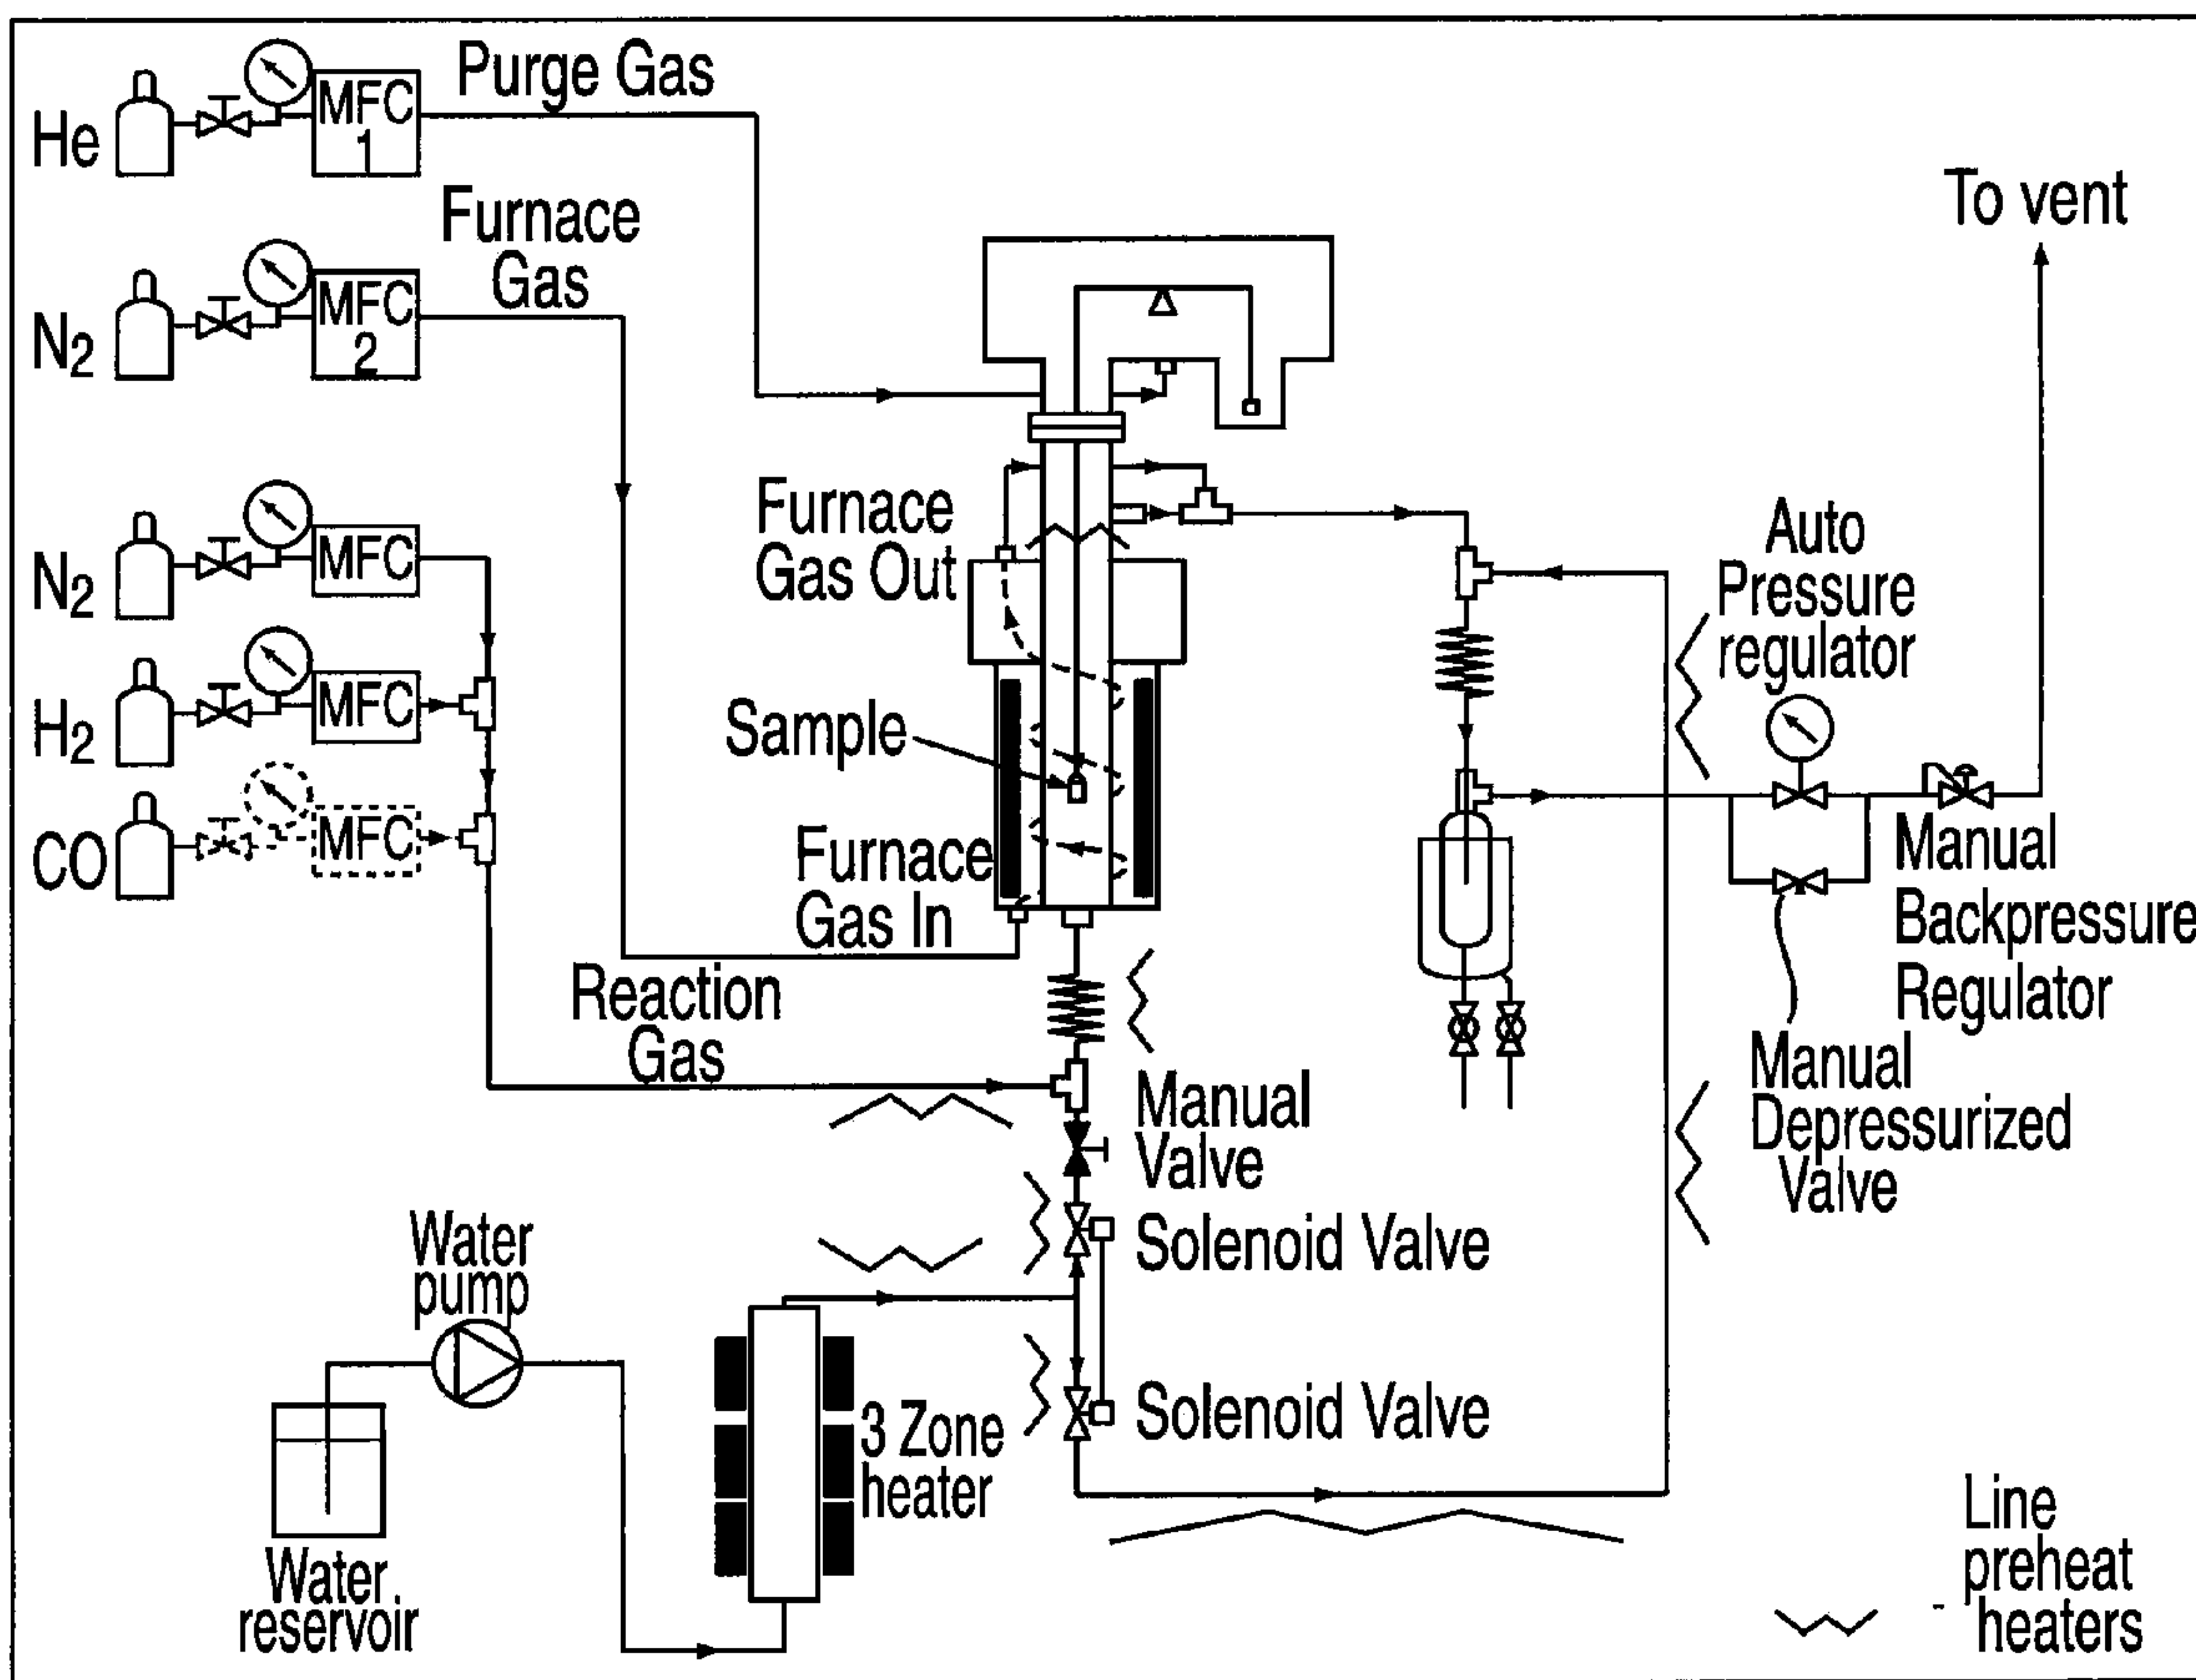 He
MFC
1
Purge Gas
N2
MFC
2
Furnace
Gas
To vent
N2
MFC
H2
MFC
CO
MFC
Furnace
Gas Out
Auto
Pressure
regulator
Sample
Furnace
Gas In
Manual
Backpressure
Regulator
Reaction
Gas
Manual
Depressurized
Valve
Manual
Valve
Solenoid Valve
Water
pump
Solenoid Valve
3 Zone
heater
Water
reservoir
Line
preheat
- heaters